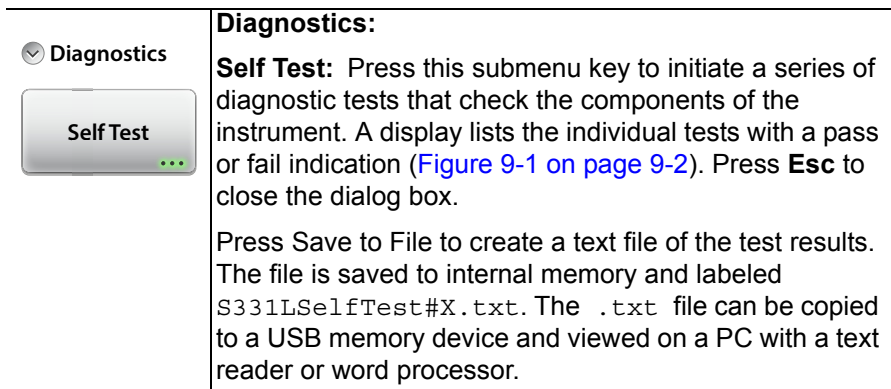 Diagnostics
Self Test
Diagnostics:
Self Test: Press this submenu key to initiate a series of
diagnostic tests that check the components of the
instrument. A display lists the individual tests with a pass
or fail indication (Figure 9-1 on page 9-2). Press Esc to
close the dialog box.
Press Save to File to create a text file of the test results.
The file is saved to internal memory and labeled
S331LSelfTest#X.txt. The .txt file can be copied
to a USB memory device and viewed on a PC with a text
reader or word processor.